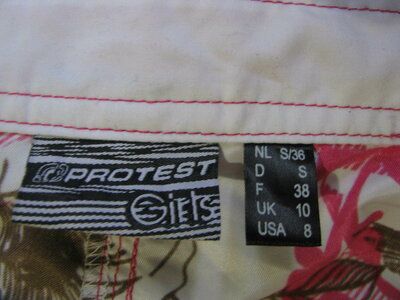 PROTEST
Girls
NL S/36
D S
F 38
UK 10
USA 8